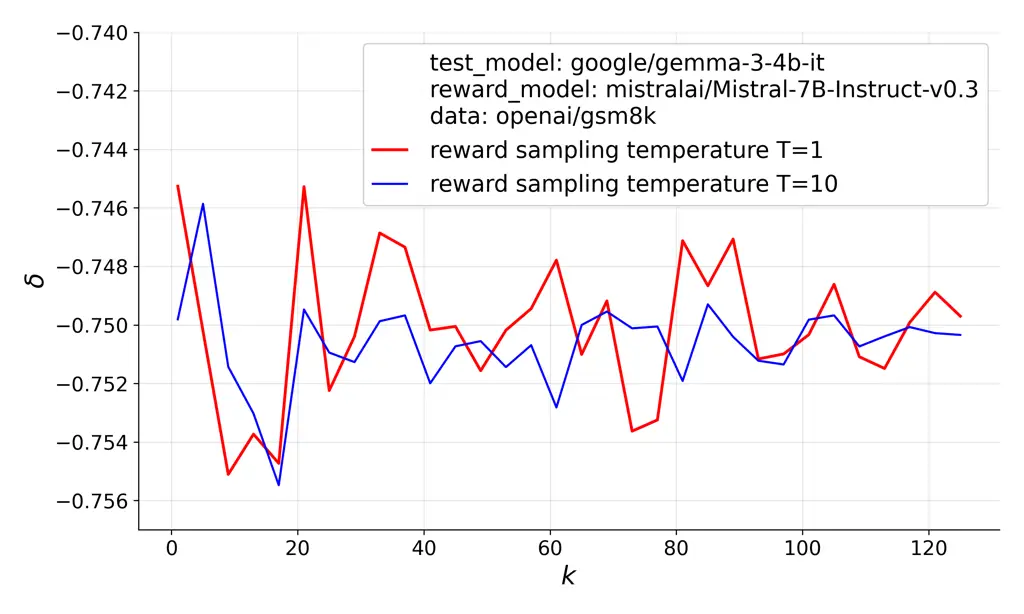 −0.740
−0.742
−0.744
−0.746
−0.748
−0.750
−0.752
−0.754
−0.756
δ
test_model: google/gemma-3-4b-it
reward_model: mistralai/Mistral-7B-Instruct-v0.3
data: openai/gsm8k
reward sampling temperature T=1
reward sampling temperature T=10
0 20 40 60 80 100 120
k